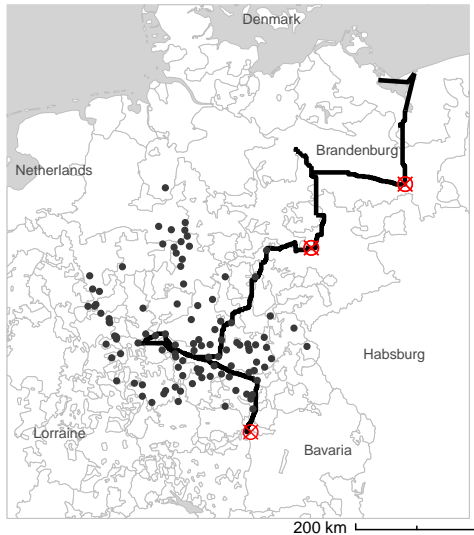 Denmark
Brandenburg
Netherlands
Habsburg
Lorraine
Bavaria
200 km